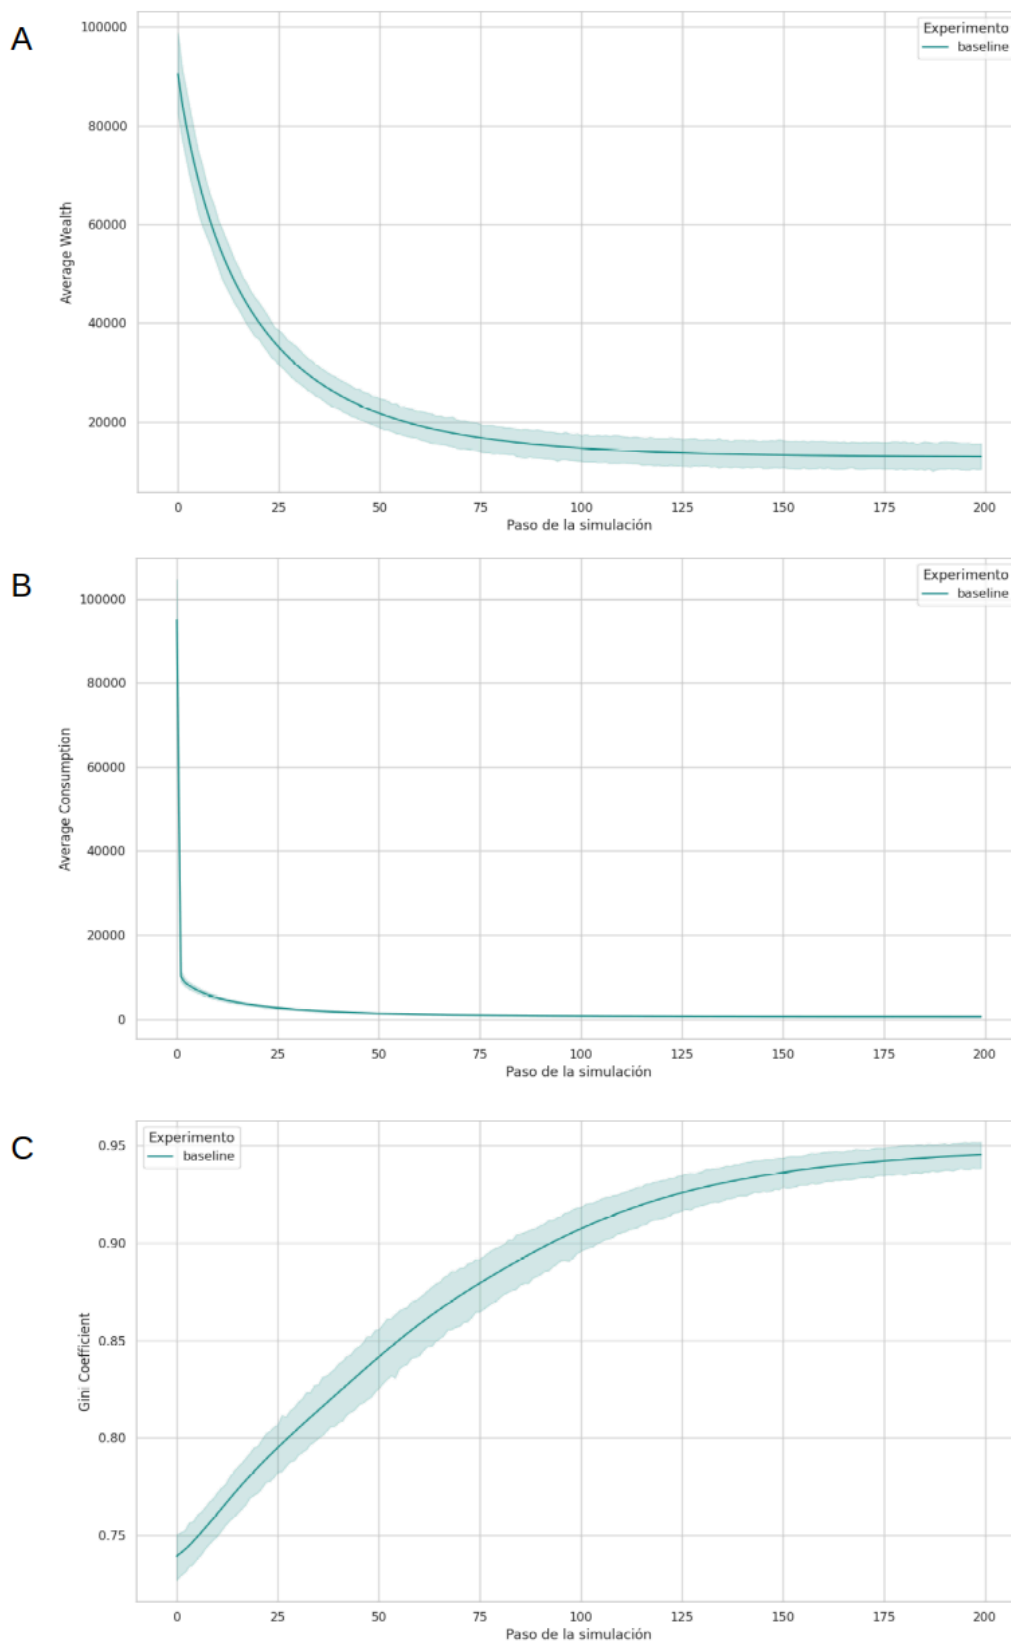 A
100000
80000
60000
40000
20000
Average Wealth
Experimento
baseline
0 25 50 75 100 125 150 175 200
Paso de la simulación
B
100000
80000
60000
40000
20000
0
Average Consumption
Experimento
baseline
0 25 50 75 100 125 150 175 200
Paso de la simulación
C
0.95
0.90
0.85
0.80
0.75
Gini Coefficient
Experimento
baseline
0 25 50 75 100 125 150 175 200
Paso de la simulación